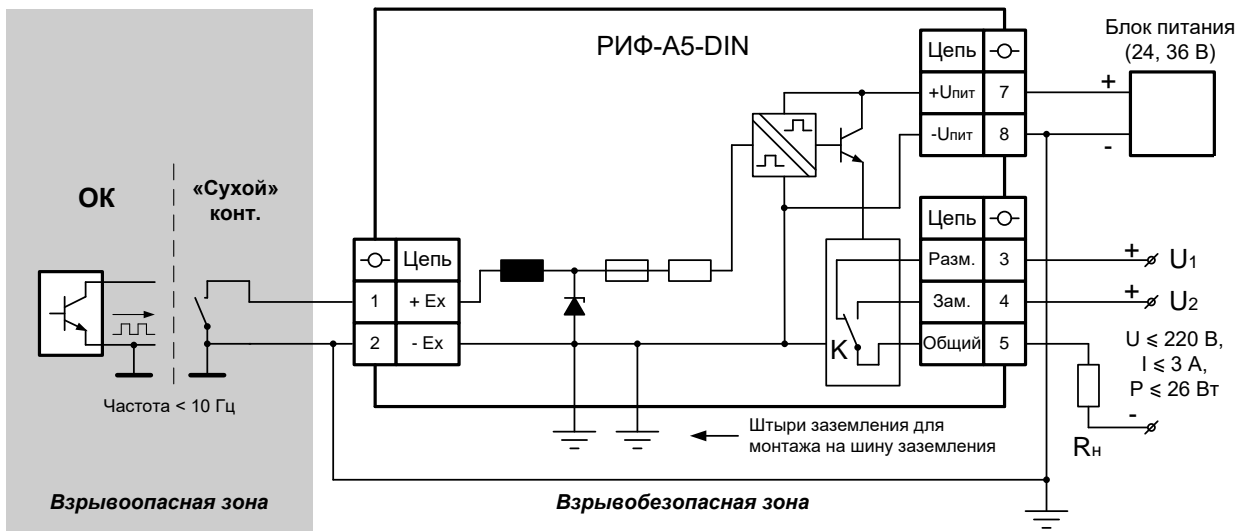 РИФ-А5-DIN
Блок питания
(24, 36 В)
Цепь
+Uпит 7 +
-Uпит 8 -
ОК
«Сухой»
конт.
Цепь
Цепь
Разм. 3 + U1
1 + Ex
Зам. 4 + U2
2 - Ex
K
Общий 5
U ⩽ 220 В,
I ⩽ 3 А,
P ⩽ 26 Вт
Частота < 10 Гц
-
Rн
Штыри заземления для
монтажа на шину заземления
Взрывоопасная зона
Взрывобезопасная зона